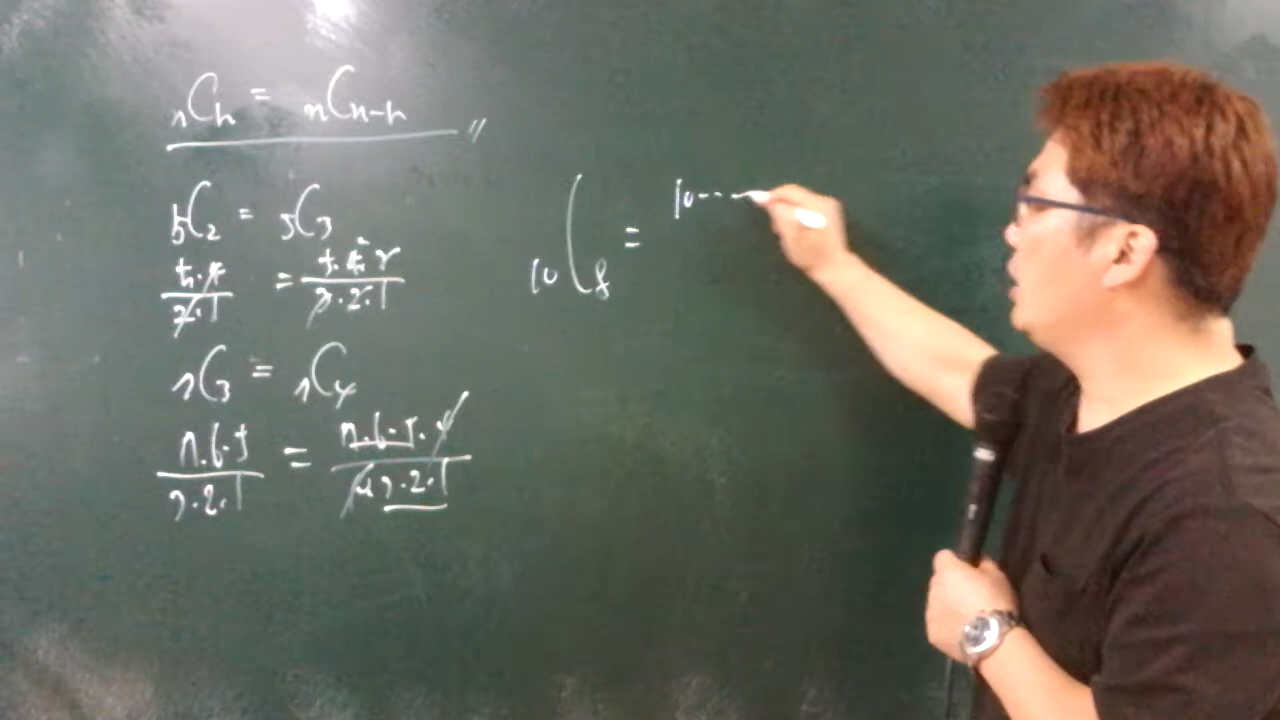 nCr = nCn-r
5C2 = 5C3
5·4/2·1 = 5·4·3/3·2·1
7C3 = 7C4
7·6·5/3·2·1 = 7·6·5·4/4·3·2·1
10C8 = 10---